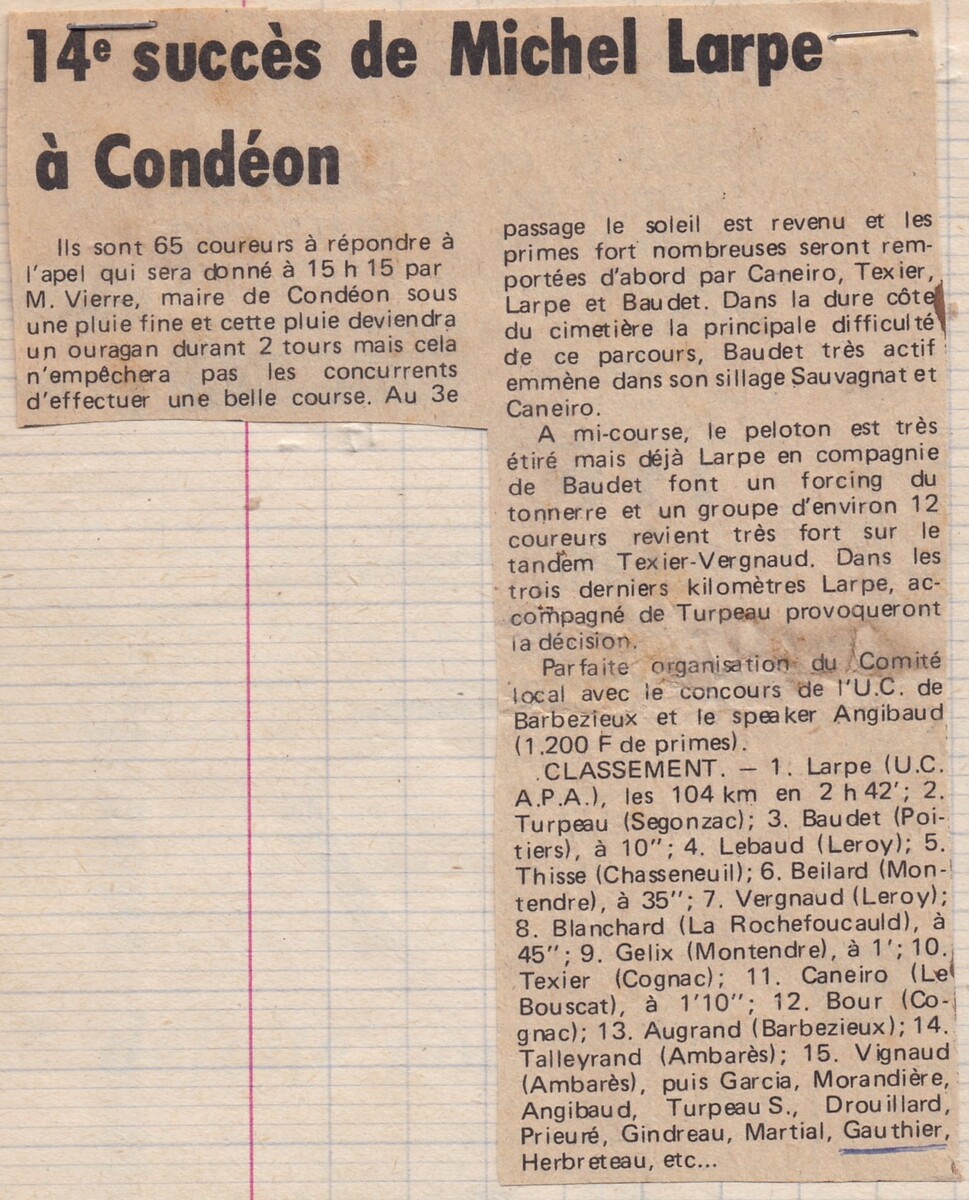 14e succès de Michel Larpe
à Condéon
Ils sont 65 coureurs à répondre à
l'apel qui sera donné à 15 h 15 par
M. Vierre, maire de Condéon sous
une pluie fine et cette pluie deviendra
un ouragan durant 2 tours mais cela
n'empêchera pas les concurrents
d'effectuer une belle course. Au 3e
passage le soleil est revenu et les
primes fort nombreuses seront rem-
portées d'abord par Caneiro, Texier,
Larpe et Baudet. Dans la dure côte
du cimetière la principale difficulté
de ce parcours, Baudet très actif
emmène dans son sillage Sauvagnat et
Caneiro.
A mi-course, le peloton est très
étiré mais déjà Larpe en compagnie
de Baudet font un forcing du
tonnerre et un groupe d'environ 12
coureurs revient très fort sur le
tandem Texier-Vergnaud. Dans les
trois derniers kilomètres Larpe, ac-
compagné de Turpeau provoqueront
la décision.
Parfaite organisation du Comité
local avec le concours de l'U.C. de
Barbezieux et le speaker Angibaud
(1.200 F de primes).
CLASSEMENT. — 1. Larpe (U.C.
A.P.A.), les 104 km en 2 h 42'; 2.
Turpeau (Segonzac); 3. Baudet (Poi-
tiers), à 10"; 4. Lebaud (Leroy); 5.
Thisse (Chasseneuil); 6. Beilard (Mon-
tendre), à 35"; 7. Vergnaud (Leroy);
8. Blanchard (La Rochefoucauld), à
45"; 9. Gelix (Montendre), à 1'; 10.
Texier (Cognac); 11. Caneiro (Le
Bouscat), à 1'10"; 12. Bour (Co-
gnac); 13. Augrand (Barbezieux); 14.
Talleyrand (Ambarès); 15. Vignaud
(Ambarès), puis Garcia, Morandière,
Angibaud, Turpeau S., Drouillard,
Prieuré, Gindreau, Martial, Gauthier,
Herbreteau, etc...